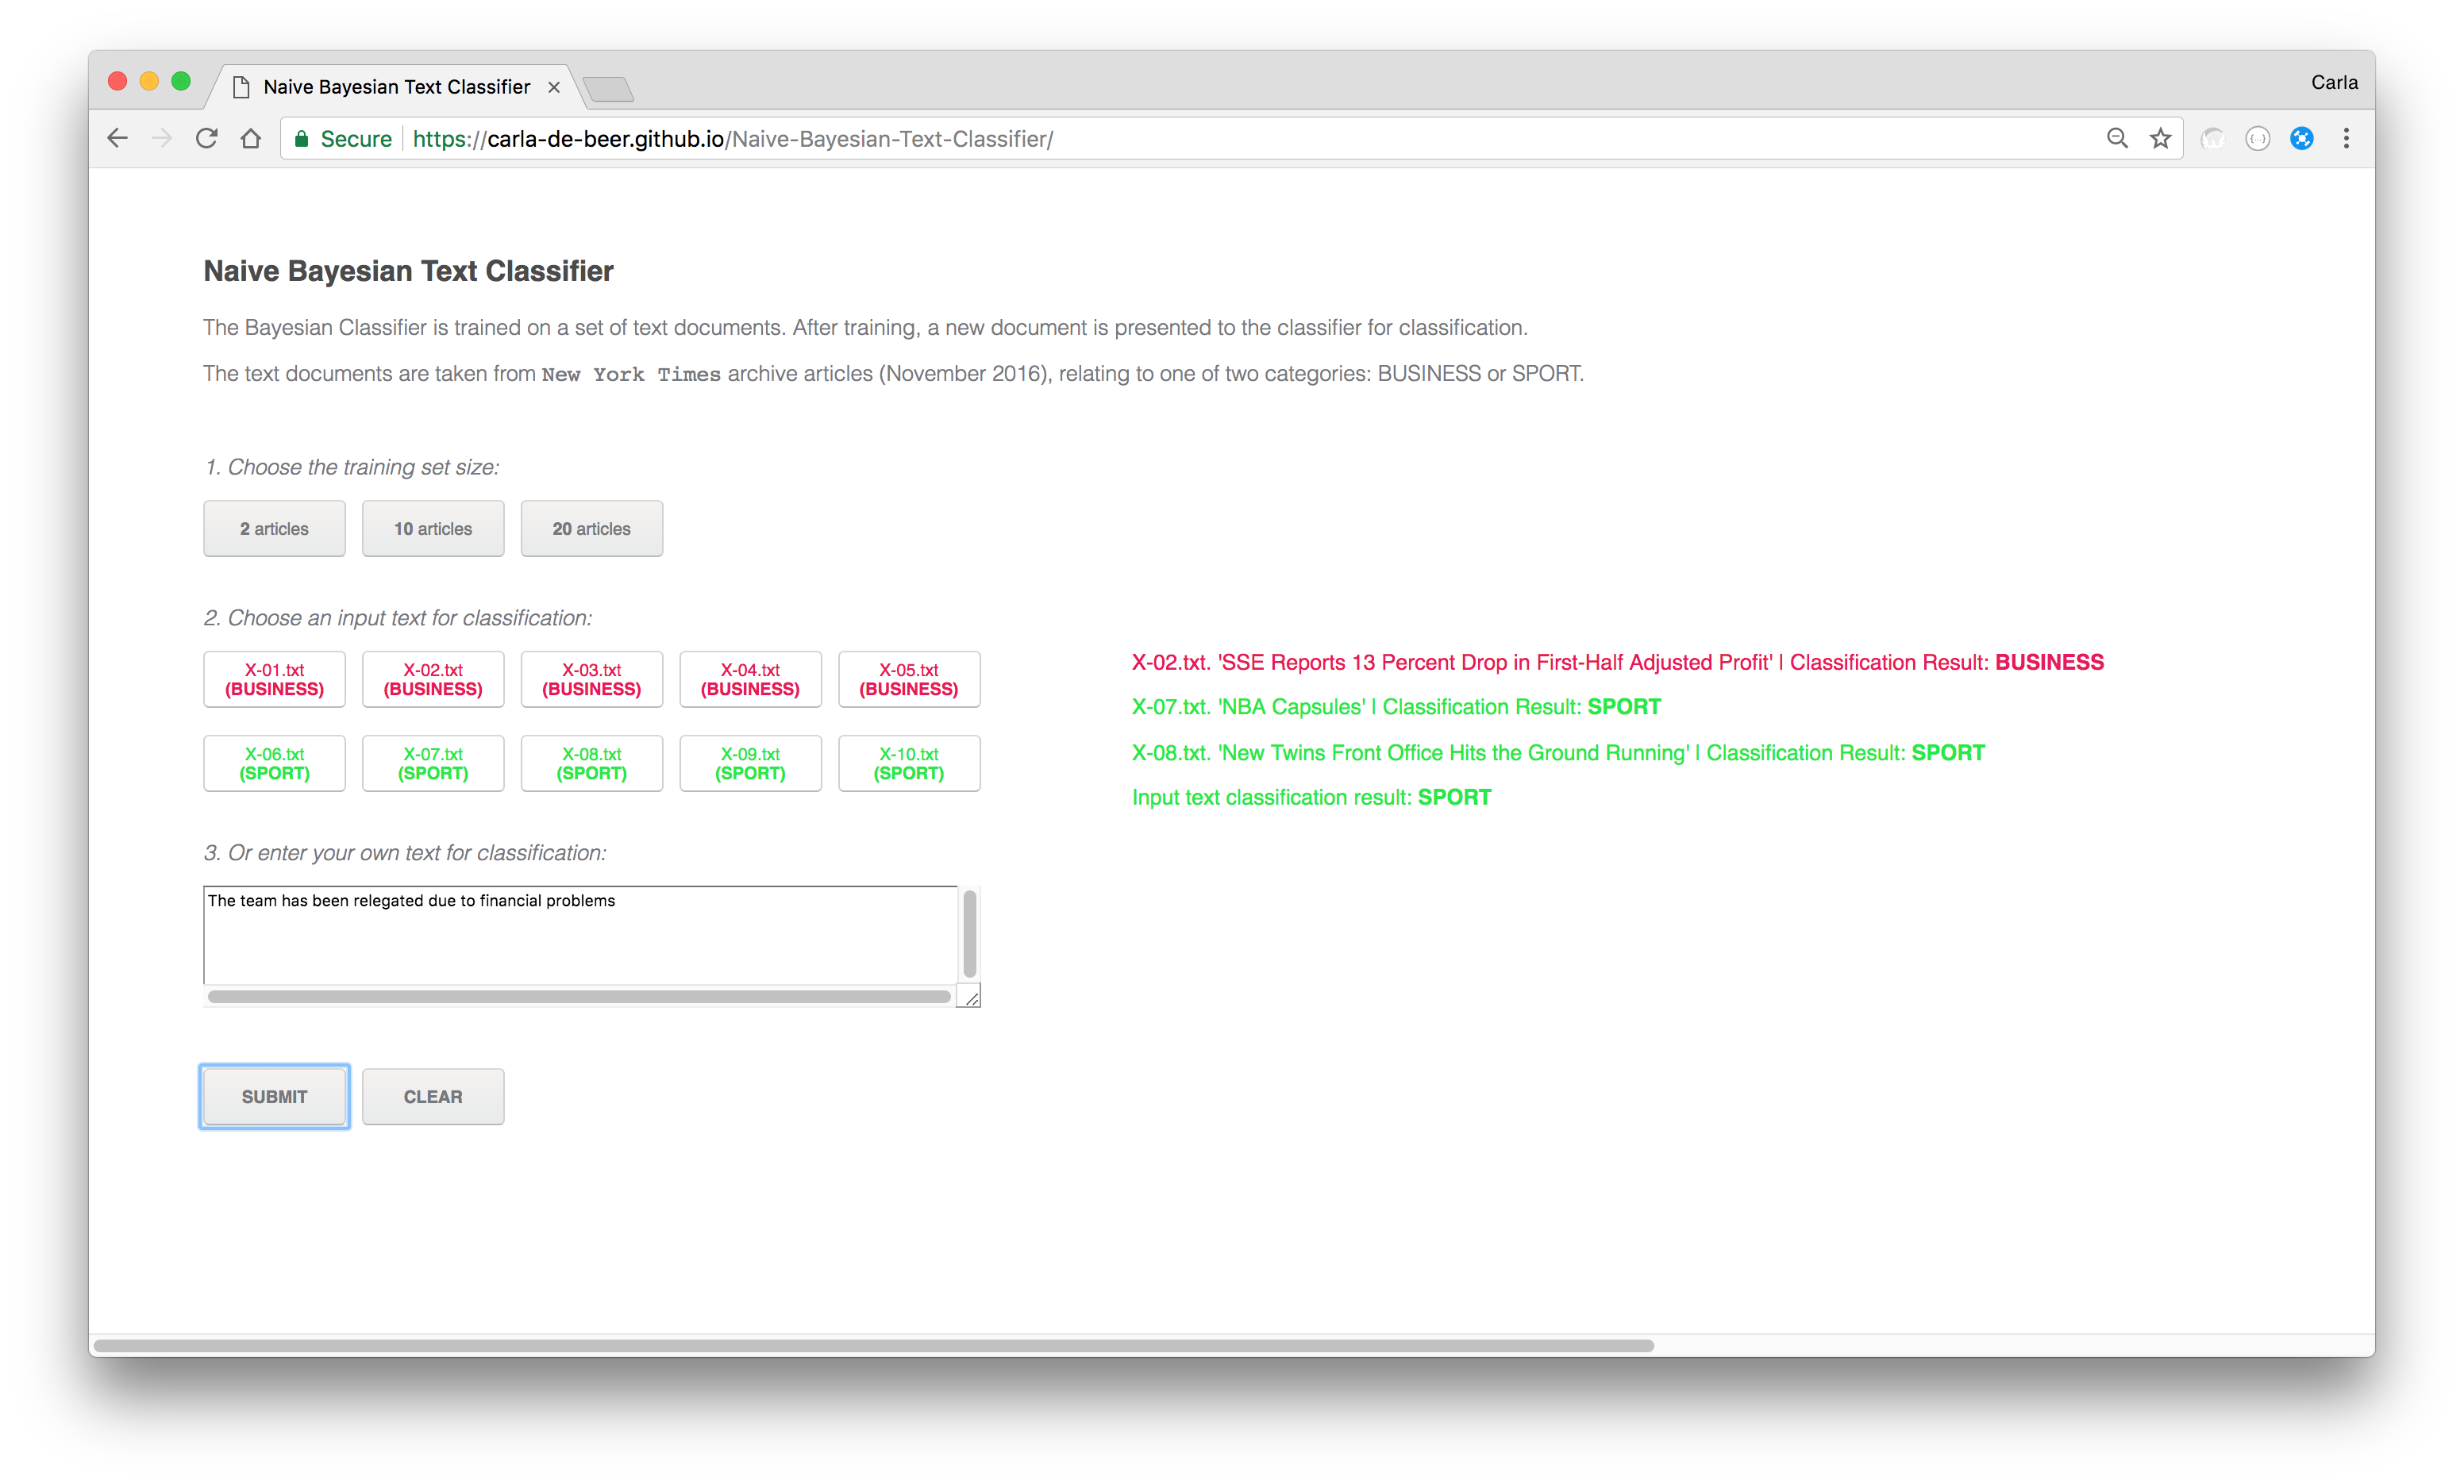 Naive Bayesian Text Classifier
Carla
Secure https://carla-de-beer.github.io/Naive-Bayesian-Text-Classifier/
Naive Bayesian Text Classifier
The Bayesian Classifier is trained on a set of text documents. After training, a new document is presented to the classifier for classification.
The text documents are taken from New York Times archive articles (November 2016), relating to one of two categories: BUSINESS or SPORT.
1. Choose the training set size:
2 articles 10 articles 20 articles
2. Choose an input text for classification:
X-01.txt X-02.txt X-03.txt X-04.txt X-05.txt
(BUSINESS) (BUSINESS) (BUSINESS) (BUSINESS) (BUSINESS)
X-06.txt X-07.txt X-08.txt X-09.txt X-10.txt
(SPORT) (SPORT) (SPORT) (SPORT) (SPORT)
X-02.txt. 'SSE Reports 13 Percent Drop in First-Half Adjusted Profit' | Classification Result: BUSINESS
X-07.txt. 'NBA Capsules' | Classification Result: SPORT
X-08.txt. 'New Twins Front Office Hits the Ground Running' | Classification Result: SPORT
Input text classification result: SPORT
3. Or enter your own text for classification:
The team has been relegated due to financial problems
SUBMIT CLEAR